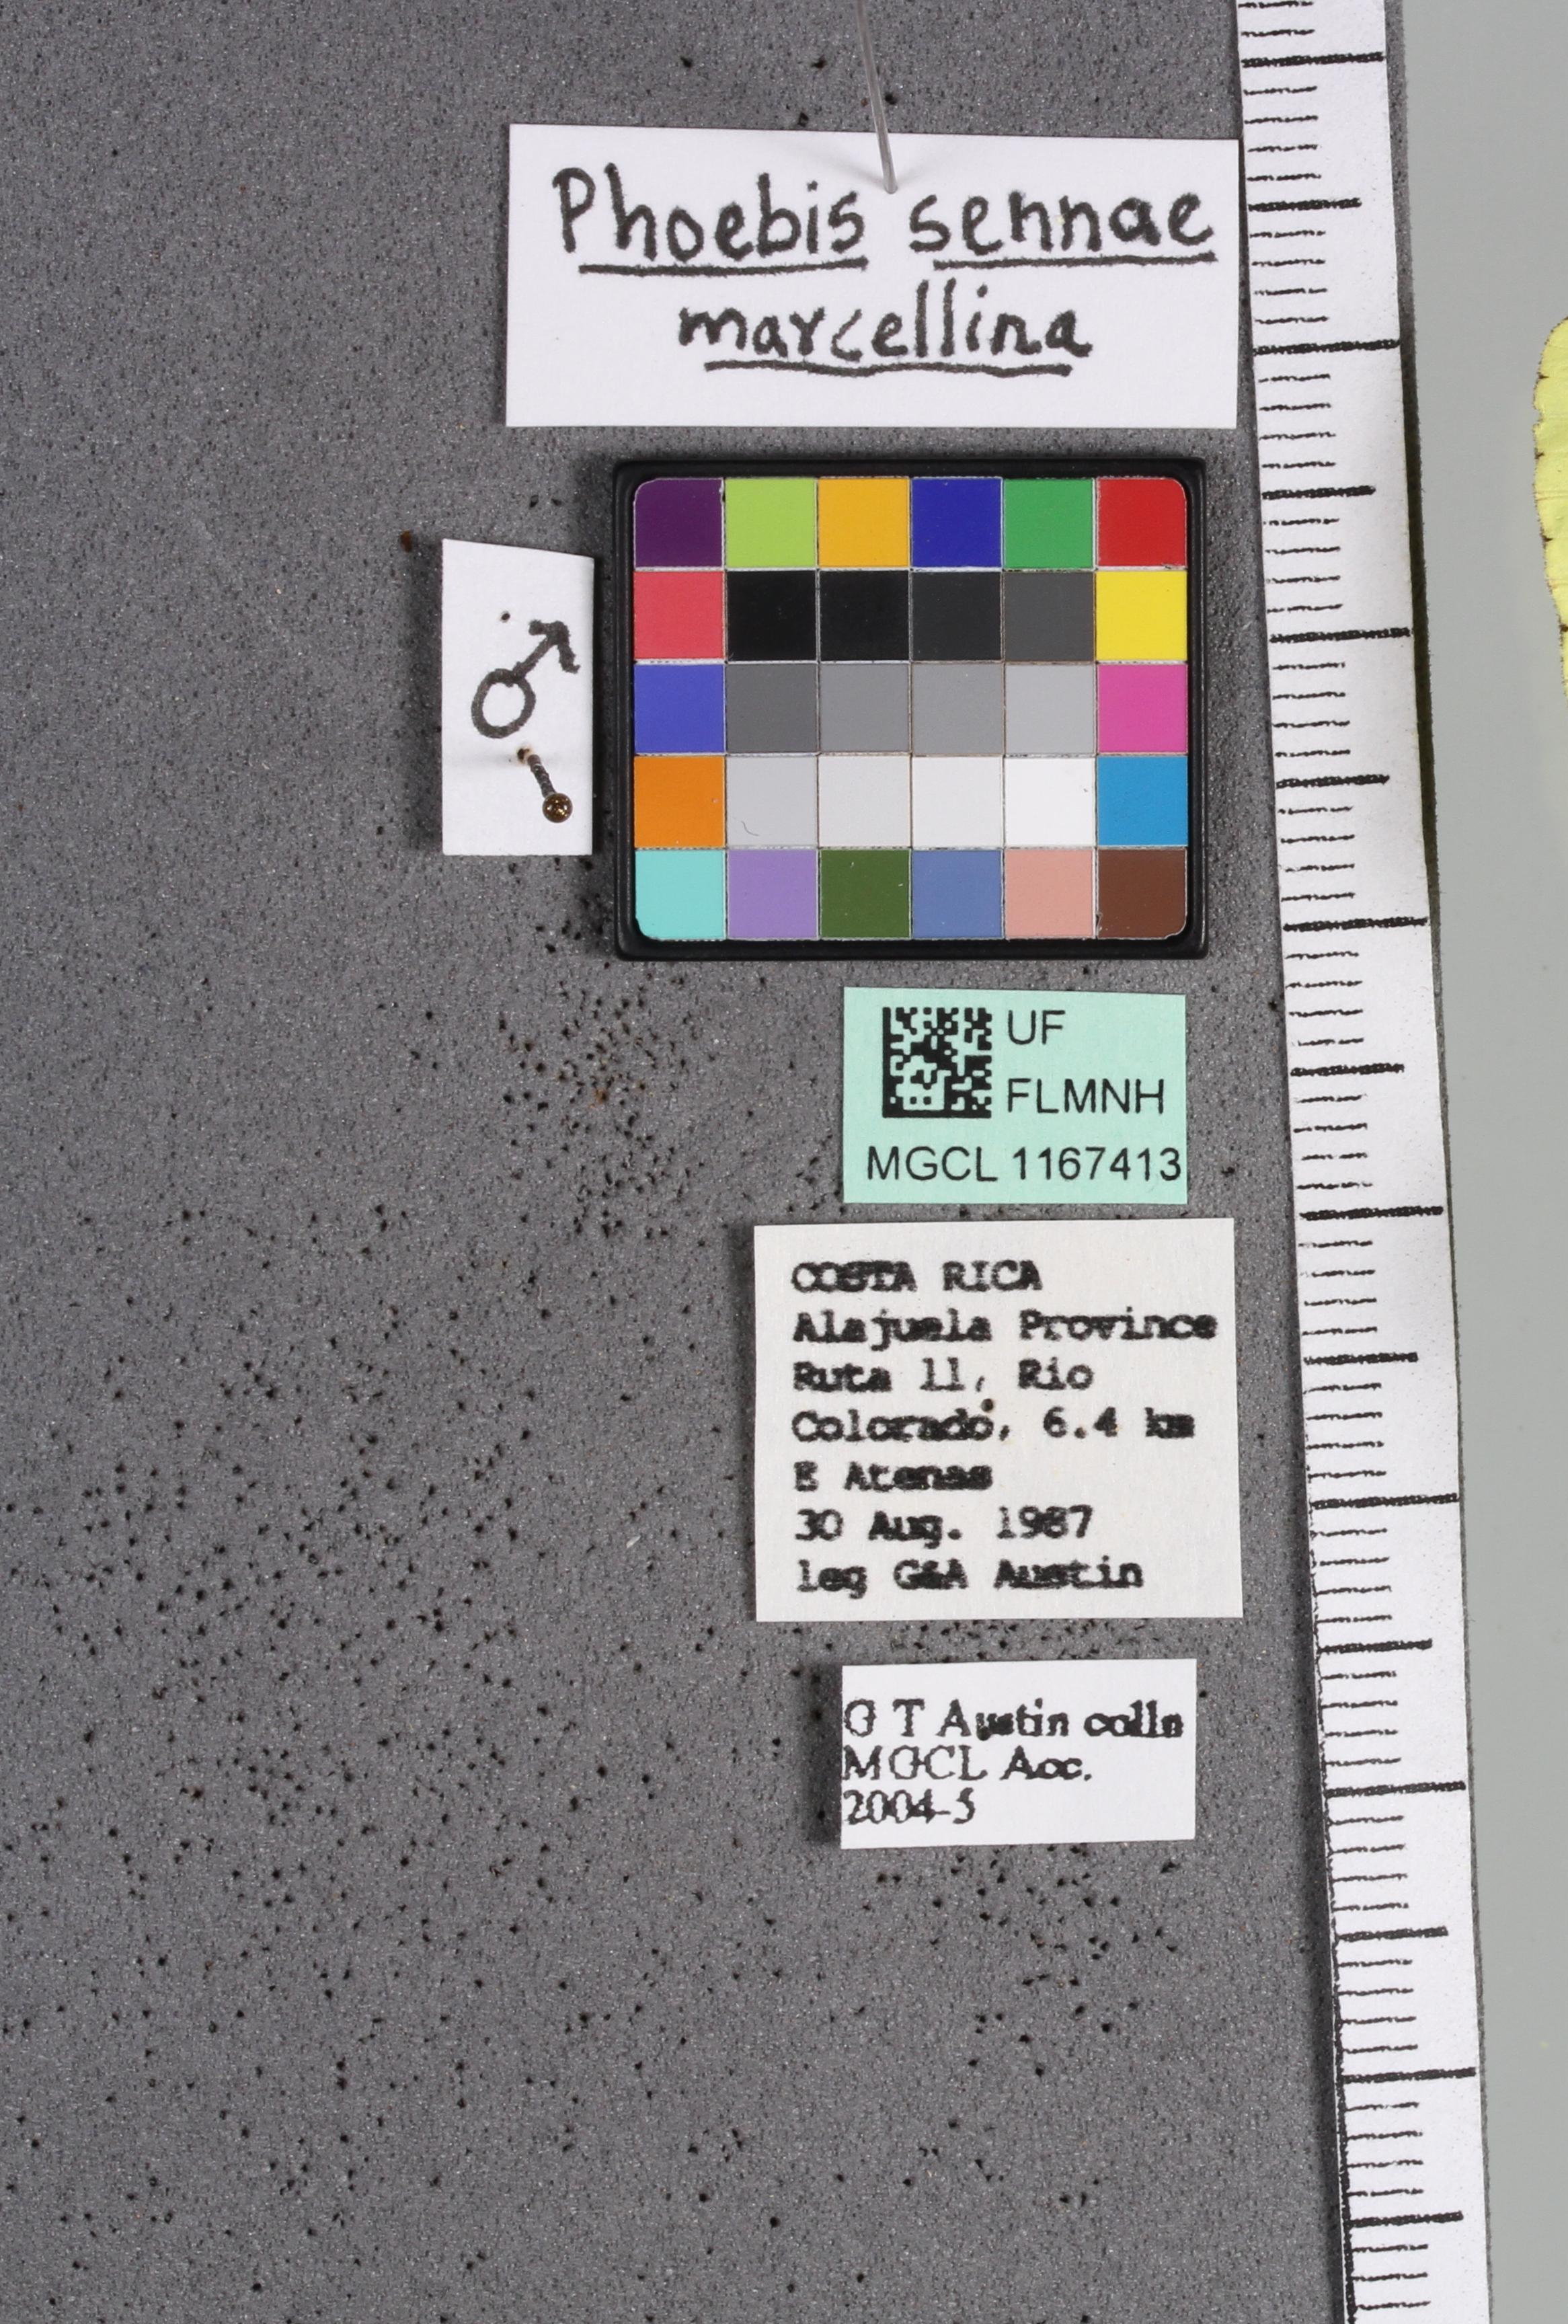 Phoebis sennae
marcellina
♂
UF
FLMNH
MGCL 1167413
COSTA RICA
Alajuela Province
Ruta 11, Rio
Colorado, 6.4 km
E Atenas
30 Aug. 1987
leg G&A Austin
G T Austin colln
MGCL Acc.
2004-5